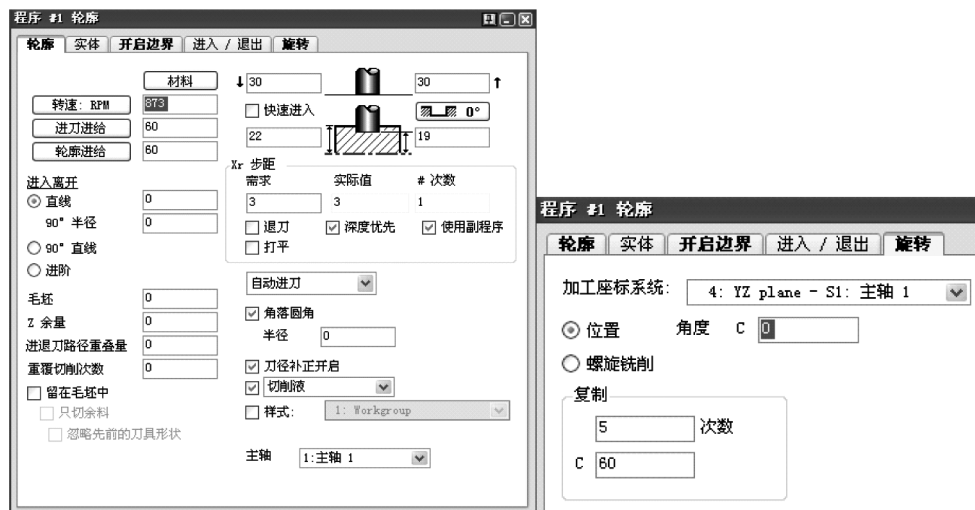 程序 #1 轮廓
轮廓 实体 开启边界 进入 / 退出 旋转
材料
转速: RPM 873
进刀进给 60
轮廓进给 60
进入离开
直线 0
90° 半径 0
90° 直线
进阶
毛坯 0
Z 余量 0
进退刀路径重叠量 0
重覆切削次数 0
留在毛坯中
只切余料
忽略先前的刀具形状
30 30
快速进入 0°
22 19
Xr 步距
需求 实际值 # 次数
3 3 1
退刀 深度优先 使用副程序
打平
自动进刀
角落圆角
半径 0
刀径补正开启
切削液
样式: 1: Workgroup
主轴 1:主轴 1
程序 #1 轮廓
轮廓 实体 开启边界 进入 / 退出 旋转
加工座标系统: 4: YZ plane - S1: 主轴 1
位置 角度 C 0
螺旋铣削
复制
5 次数
C 60